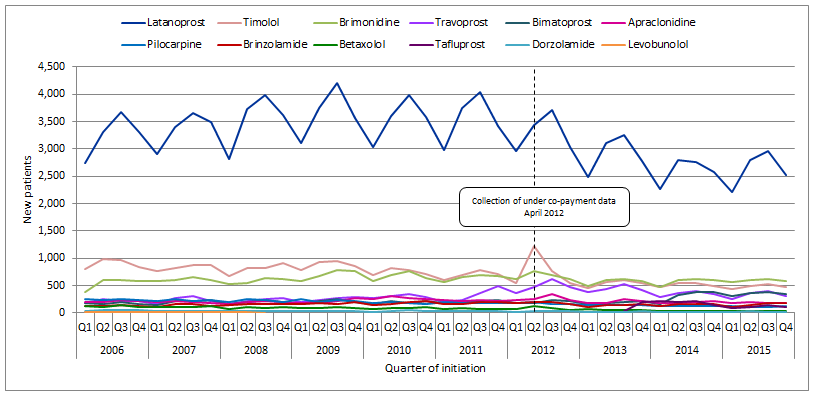 Latanoprost Timolol Brimonidine Travoprost Bimatoprost Apraclonidine
Pilocarpine Brinzolamide Betaxolol Tafluprost Dorzolamide Levobunolol
4,500
4,000
3,500
3,000
2,500
2,000
1,500
1,000
500
0
New patients
Collection of under co-payment data
April 2012
Q1 Q2 Q3 Q4 Q1 Q2 Q3 Q4 Q1 Q2 Q3 Q4 Q1 Q2 Q3 Q4 Q1 Q2 Q3 Q4 Q1 Q2 Q3 Q4 Q1 Q2 Q3 Q4 Q1 Q2 Q3 Q4 Q1 Q2 Q3 Q4 Q1 Q2 Q3 Q4
2006 2007 2008 2009 2010 2011 2012 2013 2014 2015
Quarter of initiation